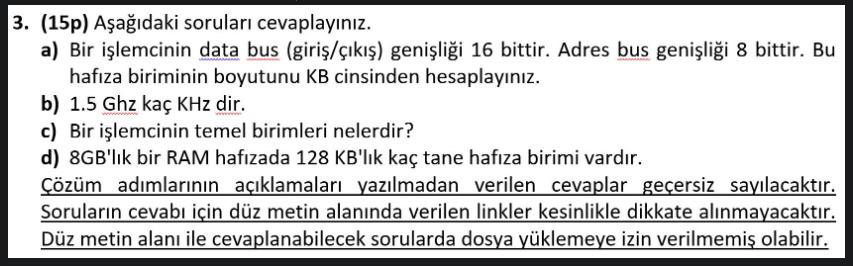 3. (15p) Aşağıdaki soruları cevaplayınız.
a) Bir işlemcinin data bus (giriş/çıkış) genişliği 16 bittir. Adres bus genişliği 8 bittir. Bu
hafıza biriminin boyutunu KB cinsinden hesaplayınız.
b) 1.5 Ghz kaç KHz dir.
c) Bir işlemcinin temel birimleri nelerdir?
d) 8GB'lık bir RAM hafızada 128 KB'lık kaç tane hafıza birimi vardır.
Çözüm adımlarının açıklamaları yazılmadan verilen cevaplar geçersiz sayılacaktır.
Soruların cevabı için düz metin alanında verilen linkler kesinlikle dikkate alınmayacaktır.
Düz metin alanı ile cevaplanabilecek sorularda dosya yüklemeye izin verilmemiş olabilir.